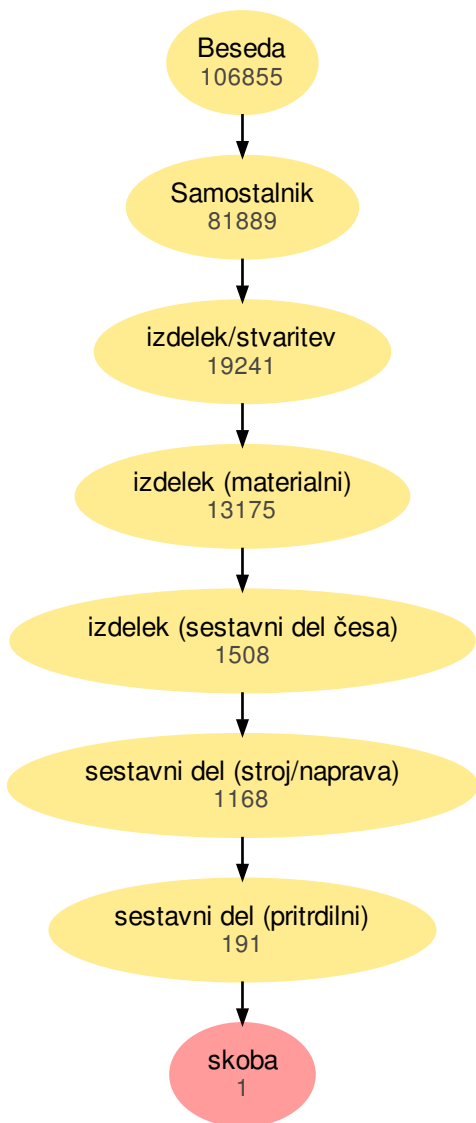 Beseda
106855
Samostalnik
81889
izdelek/stvaritev
19241
izdelek (materialni)
13175
izdelek (sestavni del česa)
1508
sestavni del (stroj/naprava)
1168
sestavni del (pritrdilni)
191
skoba
1